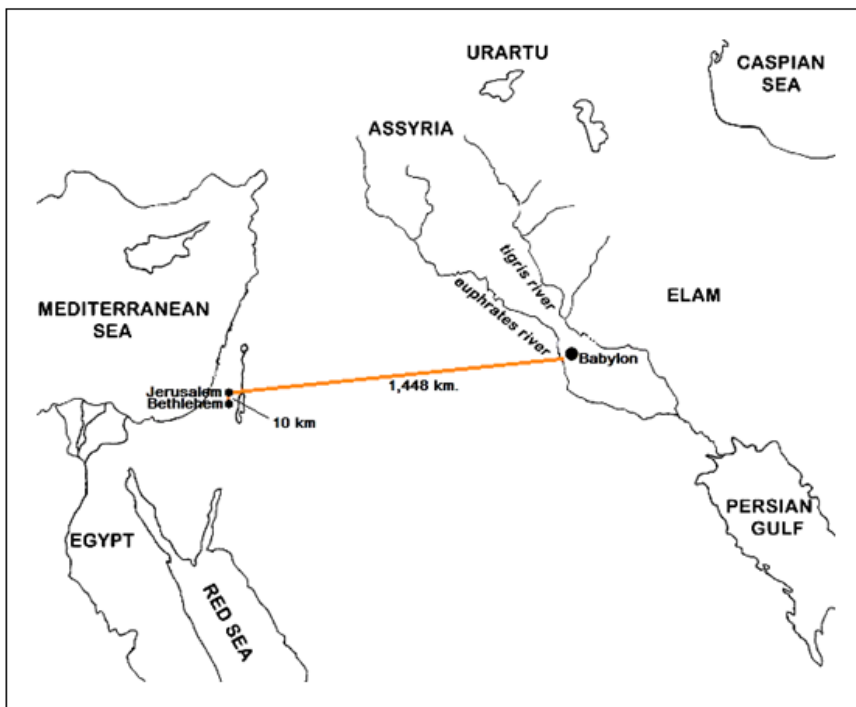 URARTU
CASPIAN
SEA
ASSYRIA
tigris river
ELAM
euphrates river
MEDITERRANEAN
SEA
Babylon
1,448 km.
Jerusalem
Bethlehem
10 km
PERSIAN
GULF
EGYPT
RED SEA